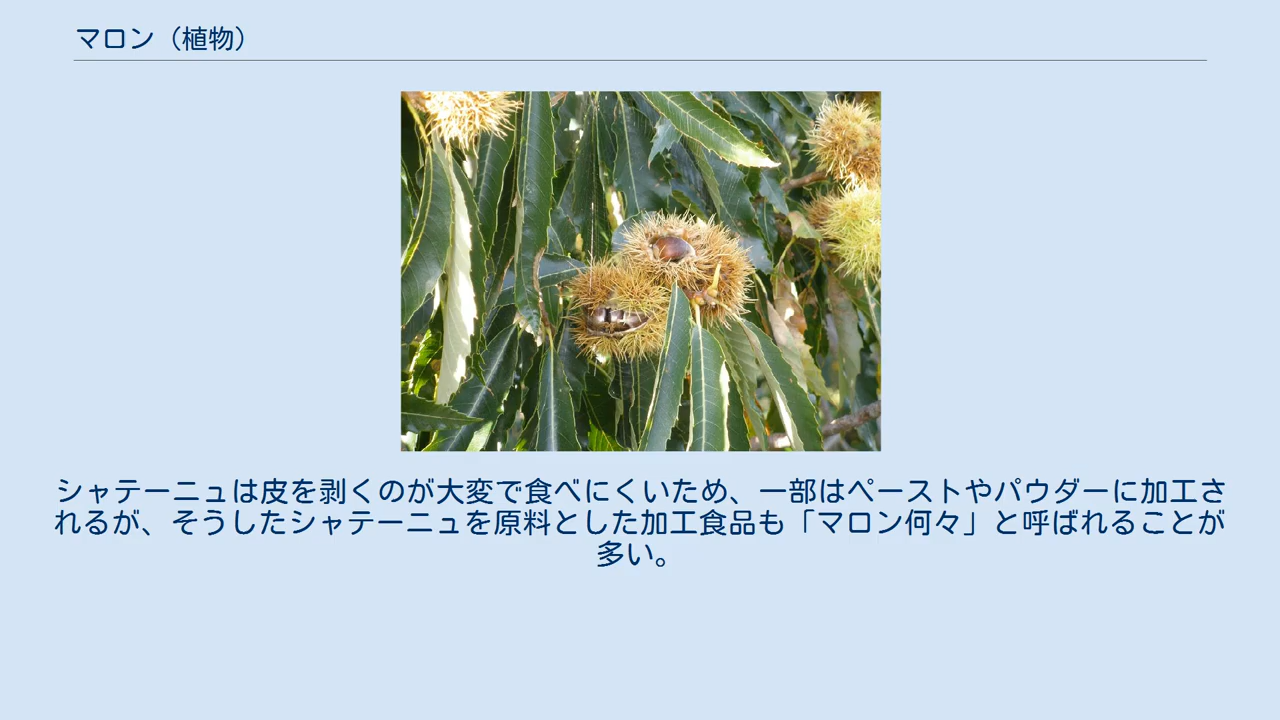 マロン（植物）
シャテーニュは皮を剥くのが大変で食べにくいため、一部はペーストやパウダーに加工さ
れるが、そうしたシャテーニュを原料とした加工食品も「マロン何々」と呼ばれることが
多い。